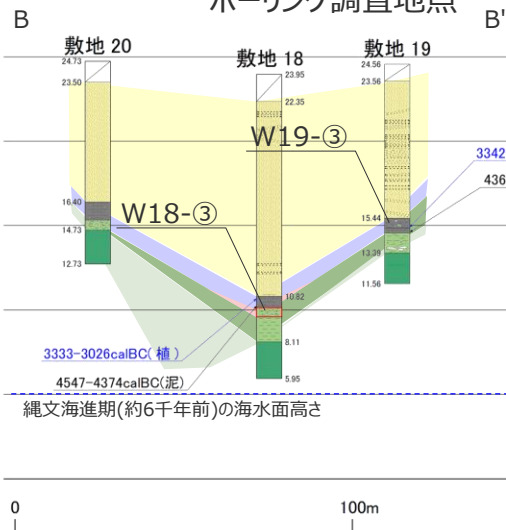 ボーリング調査地点
B
B'
敷地 20
敷地 18
敷地 19
24.73
23.50
16.40
14.73
12.73
23.95
22.35
10.82
8.11
5.95
24.56
23.56
15.44
13.39
11.56
W19-③
W18-③
3342
436
3333-3026calBC(植)
4547-4374calBC(泥)
縄文海進期(約6千年前)の海水面高さ
0
100m